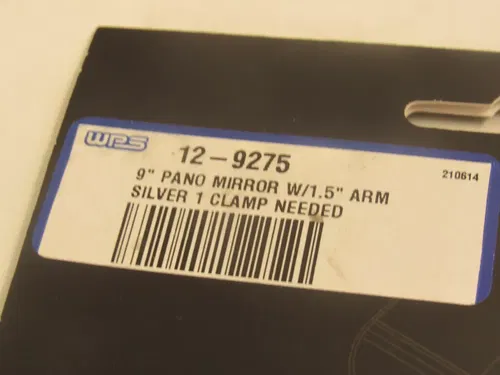 WPS 12-9275
9" PANO MIRROR W/1.5" ARM 210614
SILVER 1 CLAMP NEEDED